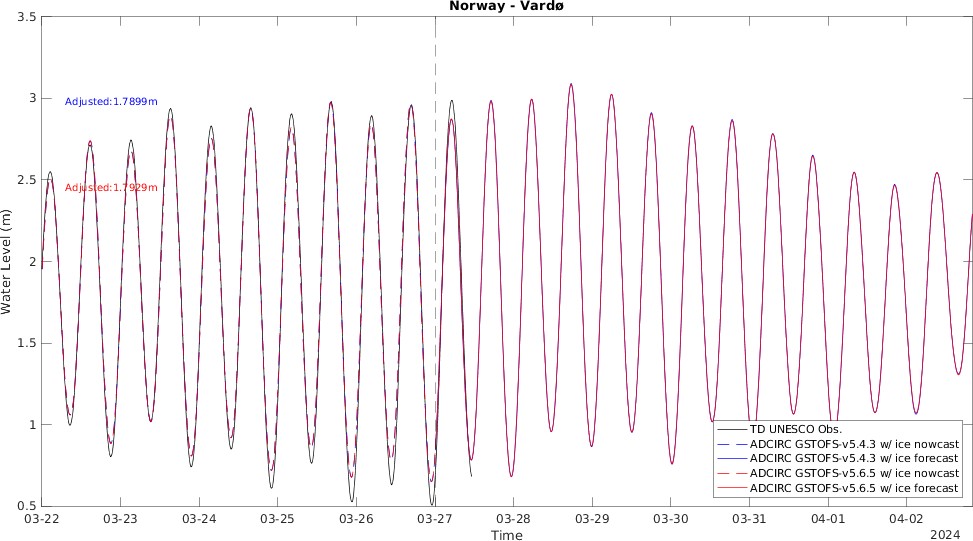 Norway - Vardø
3.5
3
2.5
2
1.5
1
0.5
Water Level (m)
Adjusted:1.7899m
Adjusted:1.7929m
TD UNESCO Obs.
ADCIRC GSTOFS-v5.4.3 w/ ice nowcast
ADCIRC GSTOFS-v5.4.3 w/ ice forecast
ADCIRC GSTOFS-v5.6.5 w/ ice nowcast
ADCIRC GSTOFS-v5.6.5 w/ ice forecast
03-22 03-23 03-24 03-25 03-26 03-27 03-28 03-29 03-30 03-31 04-01 04-02
Time
2024